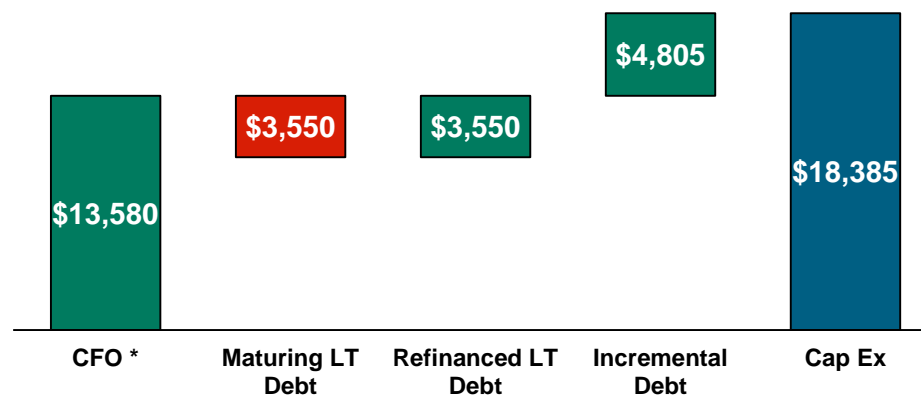 $4,805
$3,550
$3,550
$18,385
$13,580
CFO *
Maturing LT
Debt
Refinanced LT
Debt
Incremental
Debt
Cap Ex